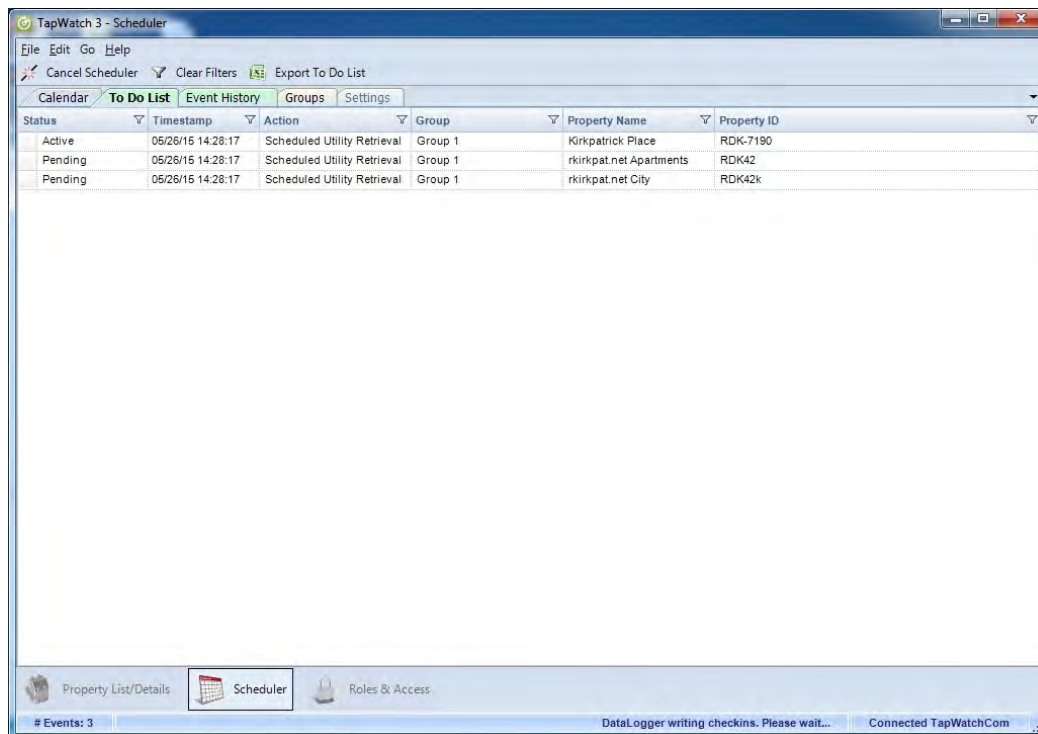 TapWatch 3 - Scheduler
File Edit Go Help
Cancel Scheduler Clear Filters Export To Do List
Calendar To Do List Event History Groups Settings
Status Timestamp Action Group Property Name Property ID
Active 05/26/15 14:28:17 Scheduled Utility Retrieval Group 1 Kirkpatrick Place RDK-7190
Pending 05/26/15 14:28:17 Scheduled Utility Retrieval Group 1 rkirkpat.net Apartments RDK42
Pending 05/26/15 14:28:17 Scheduled Utility Retrieval Group 1 rkirkpat.net City RDK42k
Property List/Details Scheduler Roles & Access
# Events: 3 DataLogger writing checkins. Please wait... Connected TapWatchCom